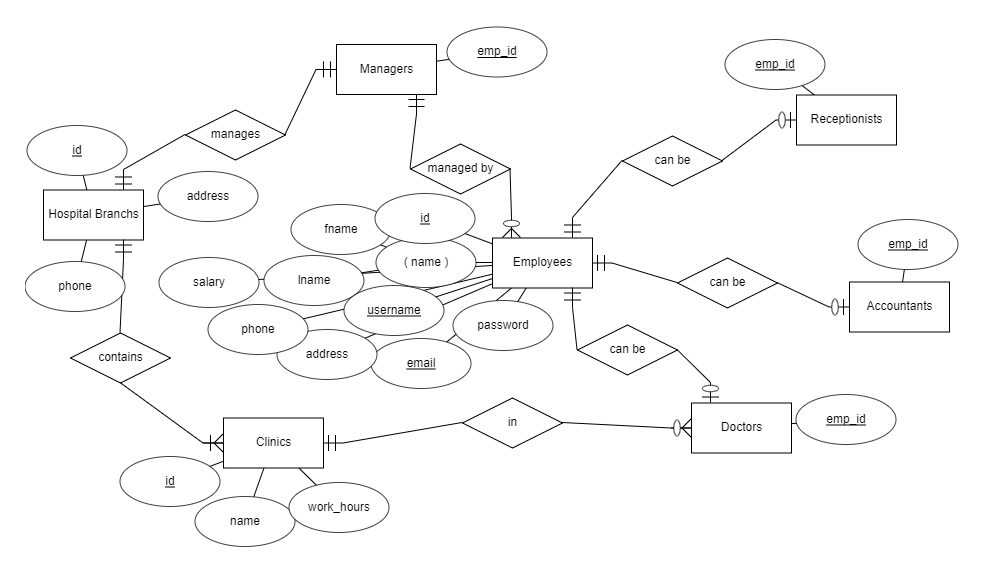 emp_id
Managers
emp_id
Receptionists
manages
id
can be
managed by
Hospital Branchs
address
id
fname
( name )
Employees
emp_id
salary
lname
can be
phone
username
Accountants
phone
password
address
email
can be
contains
emp_id
in
Doctors
Clinics
id
name
work_hours